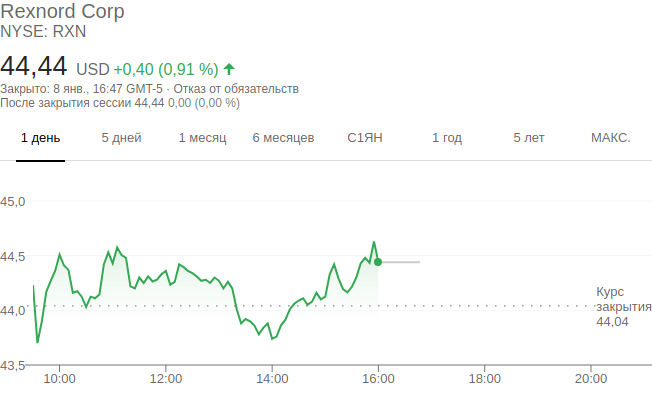 Rexnord Corp
NYSE: RXN
44,44 USD +0,40 (0,91 %)
Закрыто: 8 янв., 16:47 GMT-5 · Отказ от обязательств
После закрытия сессии 44,44 0,00 (0,00 %)
1 день 5 дней 1 месяц 6 месяцев С1ЯН 1 год 5 лет МАКС.
45,0
44,5
Курс
закрытия
44,0
44,04
43,5
10:00 12:00 14:00 16:00 18:00 20:00